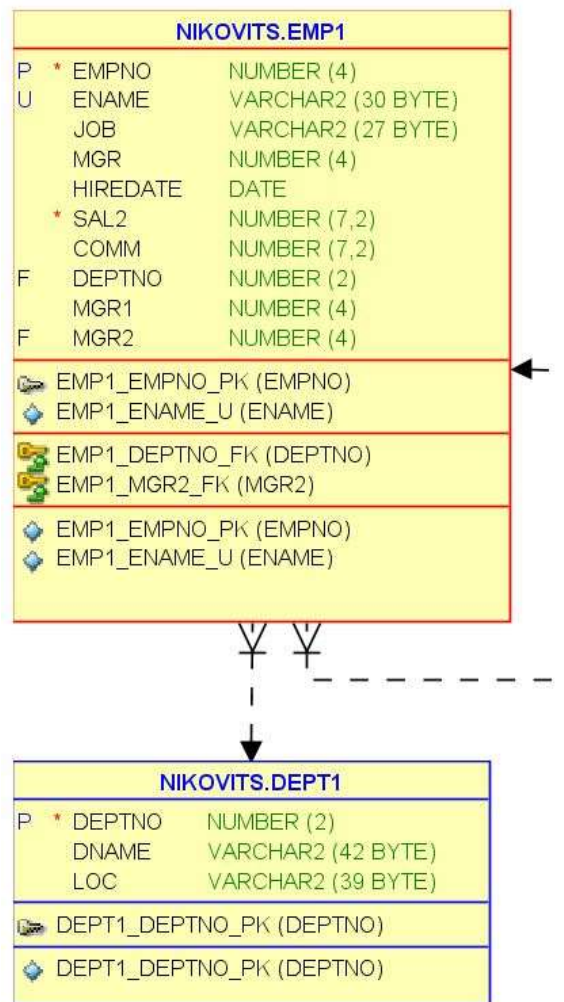 NIKOVITS.EMP1
P * EMPNO NUMBER (4)
U ENAME VARCHAR2 (30 BYTE)
JOB VARCHAR2 (27 BYTE)
MGR NUMBER (4)
HIREDATE DATE
* SAL2 NUMBER (7,2)
COMM NUMBER (7,2)
F DEPTNO NUMBER (2)
MGR1 NUMBER (4)
F MGR2 NUMBER (4)
EMP1_EMPNO_PK (EMPNO)
EMP1_ENAME_U (ENAME)
EMP1_DEPTNO_FK (DEPTNO)
EMP1_MGR2_FK (MGR2)
EMP1_EMPNO_PK (EMPNO)
EMP1_ENAME_U (ENAME)
NIKOVITS.DEPT1
P * DEPTNO NUMBER (2)
DNAME VARCHAR2 (42 BYTE)
LOC VARCHAR2 (39 BYTE)
DEPT1_DEPTNO_PK (DEPTNO)
DEPT1_DEPTNO_PK (DEPTNO)